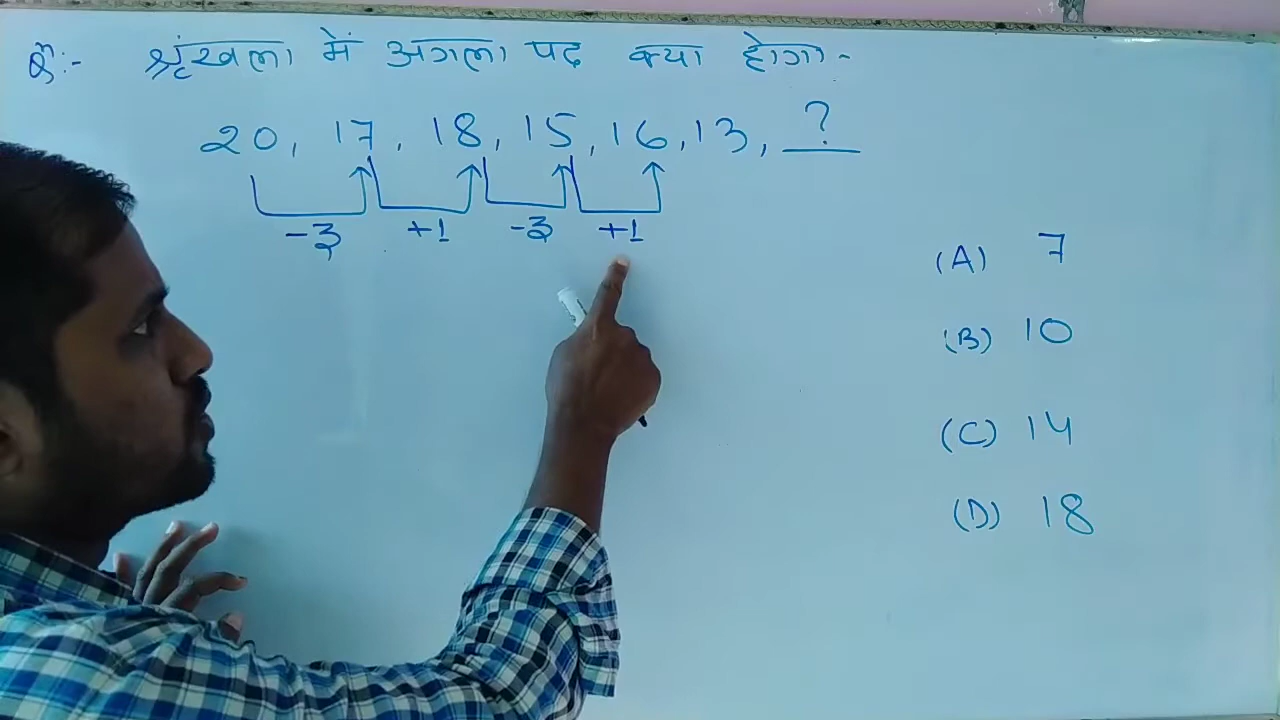 प्र:- श्रृंखला में अगला पद क्या होगा -
20, 17, 18, 15, 16, 13, ?
-3 +1 -3 +1
(A) 7
(B) 10
(C) 14
(D) 18